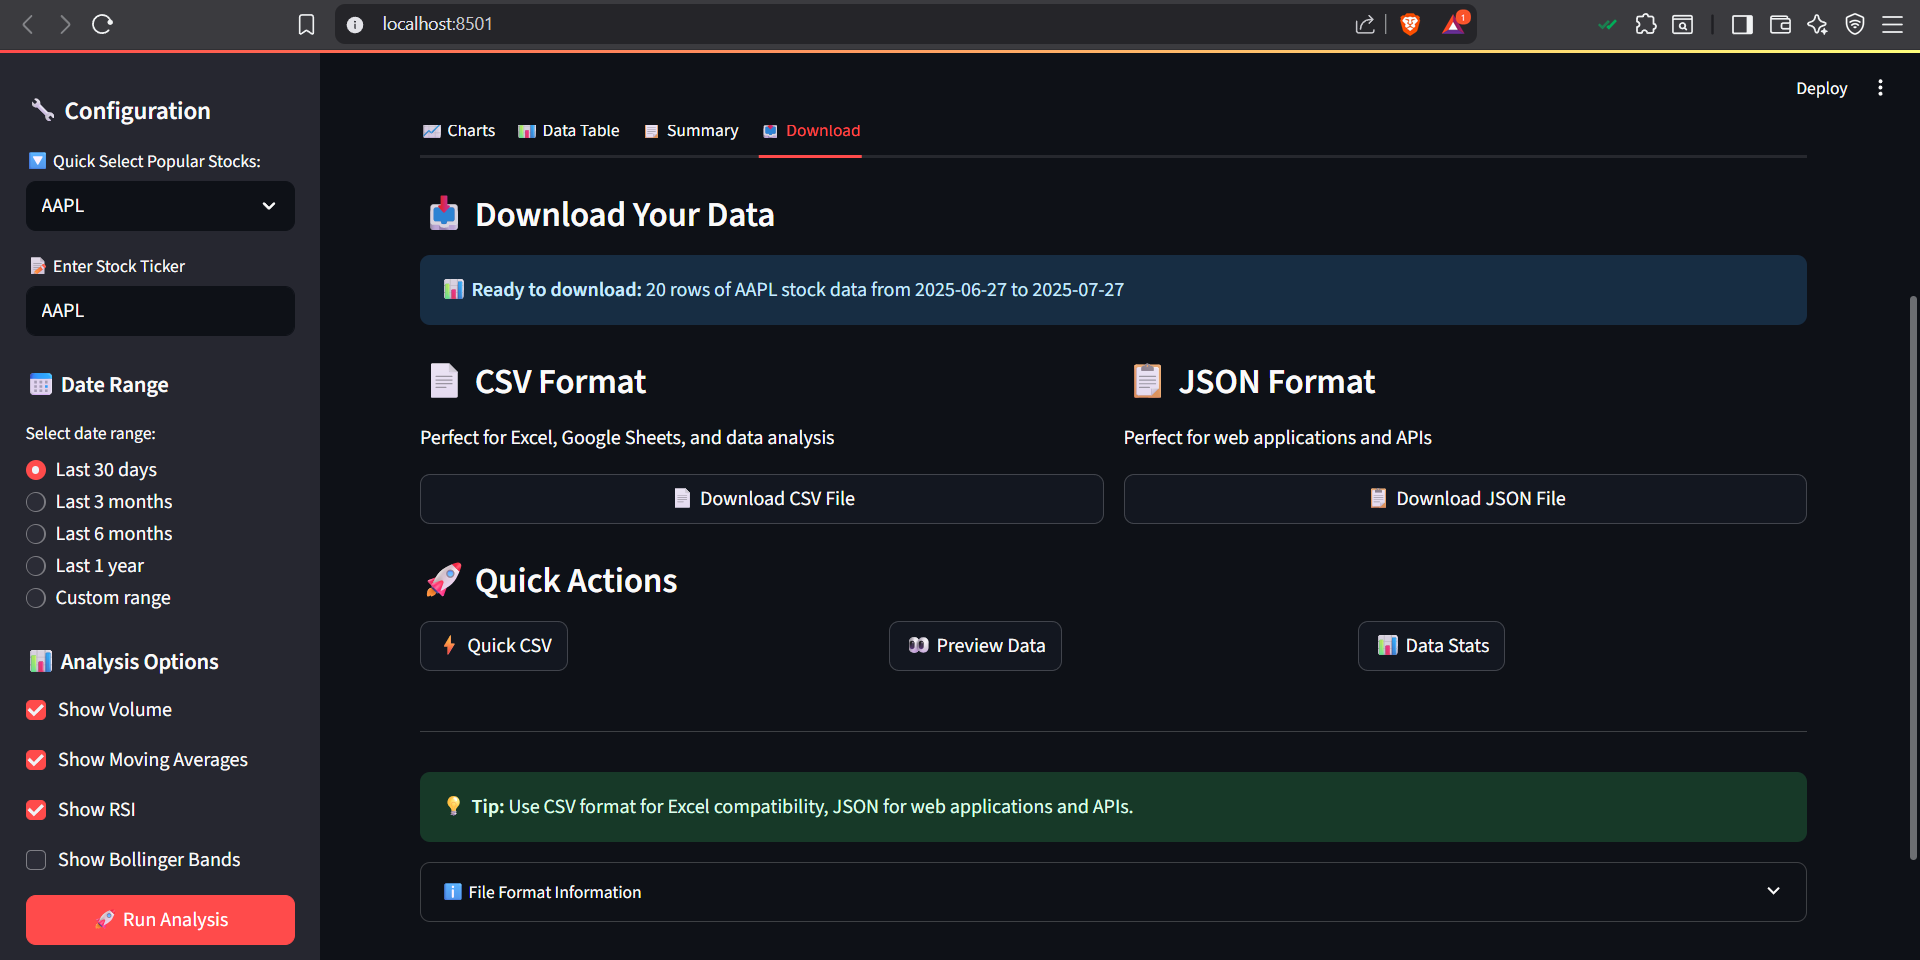 localhost:8501
1
Deploy
Configuration
Quick Select Popular Stocks:
AAPL
Enter Stock Ticker
AAPL
Date Range
Select date range:
Last 30 days
Last 3 months
Last 6 months
Last 1 year
Custom range
Analysis Options
Show Volume
Show Moving Averages
Show RSI
Show Bollinger Bands
Run Analysis
Charts
Data Table
Summary
Download
Download Your Data
Ready to download: 20 rows of AAPL stock data from 2025-06-27 to 2025-07-27
CSV Format
Perfect for Excel, Google Sheets, and data analysis
Download CSV File
JSON Format
Perfect for web applications and APIs
Download JSON File
Quick Actions
Quick CSV
Preview Data
Data Stats
Tip: Use CSV format for Excel compatibility, JSON for web applications and APIs.
File Format Information